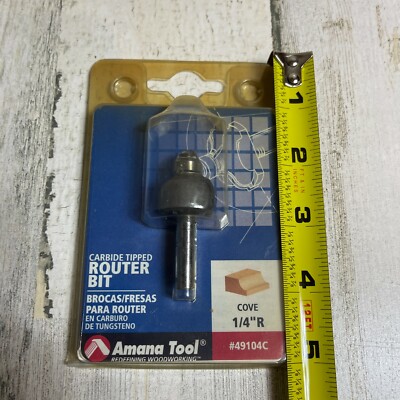 CARBIDE TIPPED
ROUTER
BIT
BROCAS/FRESAS
PARA ROUTER
EN CARBURO
DE TUNGSTENO
COVE
1/4"R
Amana Tool®
REDEFINING WOODWORKING™
#49104C
1
2
3
4
5